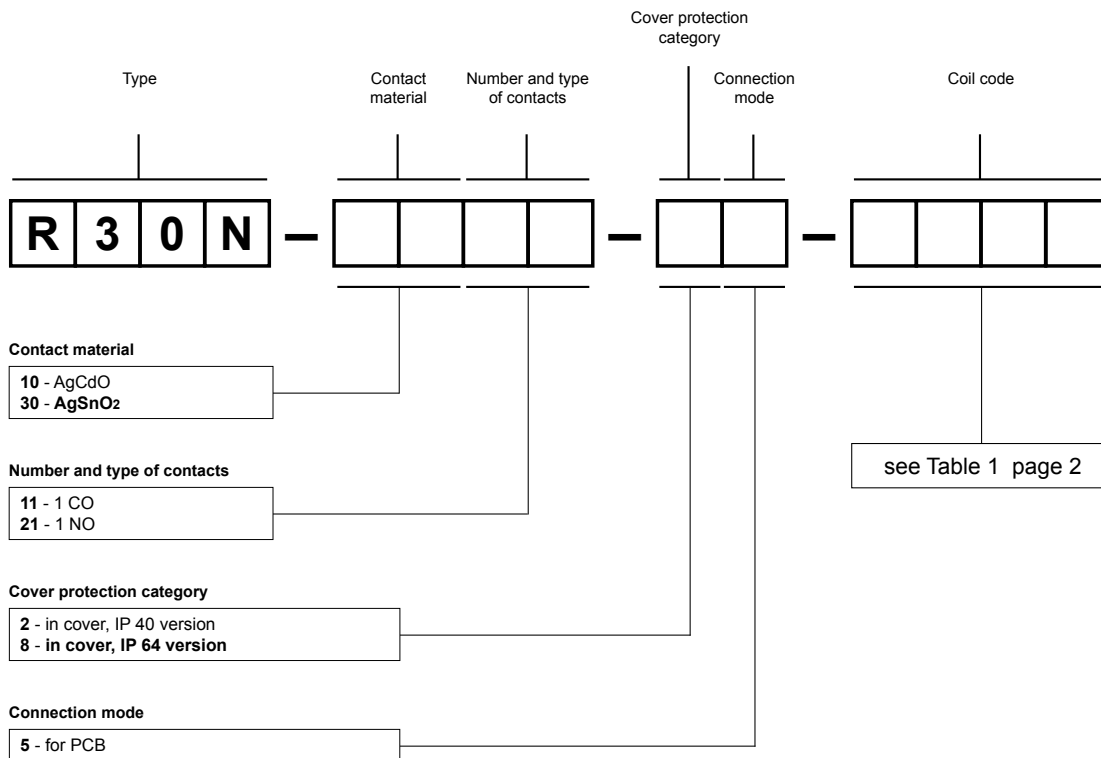 Cover protection
category
Type
Contact
material
Number and type
of contacts
Connection
mode
Coil code
R 3 0 N – – –
Contact material
10 - AgCdO
30 - AgSnO2
Number and type of contacts
11 - 1 CO
21 - 1 NO
see Table 1 page 2
Cover protection category
2 - in cover, IP 40 version
8 - in cover, IP 64 version
Connection mode
5 - for PCB